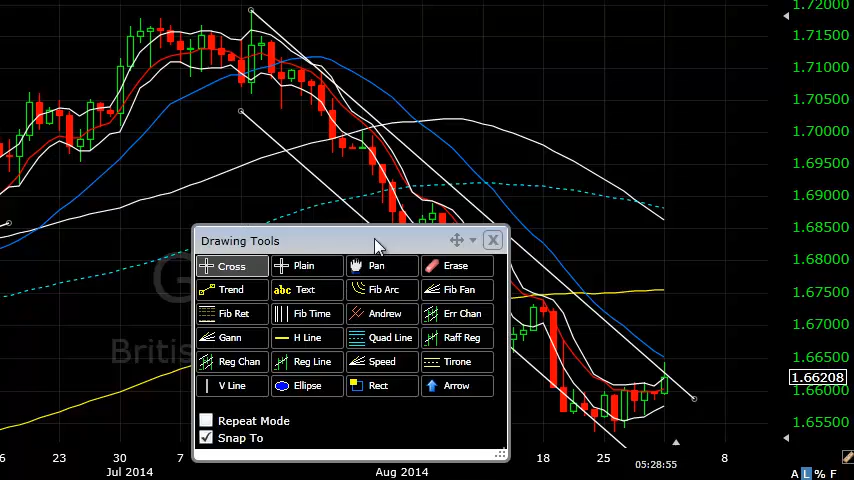 1.72000
1.71500
1.71000
1.70500
1.70000
1.69500
1.69000
1.68500
1.68000
1.67500
1.67000
1.66500
1.66208
1.66000
1.65500
Drawing Tools
Cross Plain Pan Erase
Trend abc Text Fib Arc Fib Fan
Fib Ret Fib Time Andrew Err Chan
Gann H Line Quad Line Raff Reg
Reg Chan Reg Line Speed Tirone
V Line Ellipse Rect Arrow
Repeat Mode
Snap To
G
Britis
6 23 30 7 18 25 8
Jul 2014 Aug 2014 05:28:55
A L % F